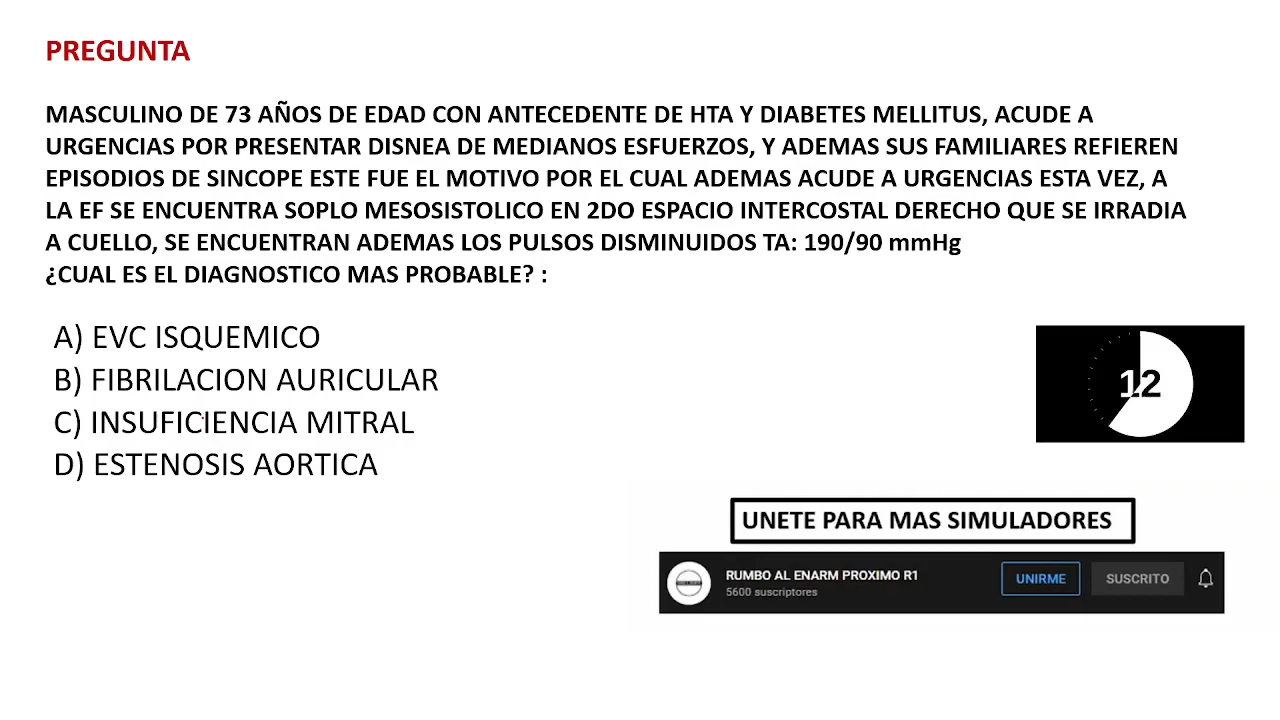 PREGUNTA
MASCULINO DE 73 AÑOS DE EDAD CON ANTECEDENTE DE HTA Y DIABETES MELLITUS, ACUDE A
URGENCIAS POR PRESENTAR DISNEA DE MEDIANOS ESFUERZOS, Y ADEMAS SUS FAMILIARES REFIEREN
EPISODIOS DE SINCOPE ESTE FUE EL MOTIVO POR EL CUAL ADEMAS ACUDE A URGENCIAS ESTA VEZ, A
LA EF SE ENCUENTRA SOPLO MESOSISTOLICO EN 2DO ESPACIO INTERCOSTAL DERECHO QUE SE IRRADIA
A CUELLO, SE ENCUENTRAN ADEMAS LOS PULSOS DISMINUIDOS TA: 190/90 mmHg
¿CUAL ES EL DIAGNOSTICO MAS PROBABLE? :
A) EVC ISQUEMICO
B) FIBRILACION AURICULAR
C) INSUFICIENCIA MITRAL
D) ESTENOSIS AORTICA
12
UNETE PARA MAS SIMULADORES
RUMBO AL ENARM PROXIMO R1
5600 suscriptores
UNIRME
SUSCRITO